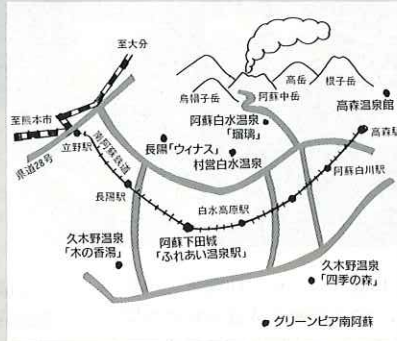 至大分
至熊本市
県道28号
立野駅
南阿蘇鉄道
長陽駅
長陽「ウィナス」
烏帽子岳
阿蘇中岳
高岳
根子岳
阿蘇白水温泉
「瑠璃」
村営白水温泉
高森温泉館
高森駅
阿蘇白川駅
白水高原駅
阿蘇下田城
「ふれあい温泉駅」
久木野温泉
「木の香湯」
久木野温泉
「四季の森」
グリーンピア南阿蘇